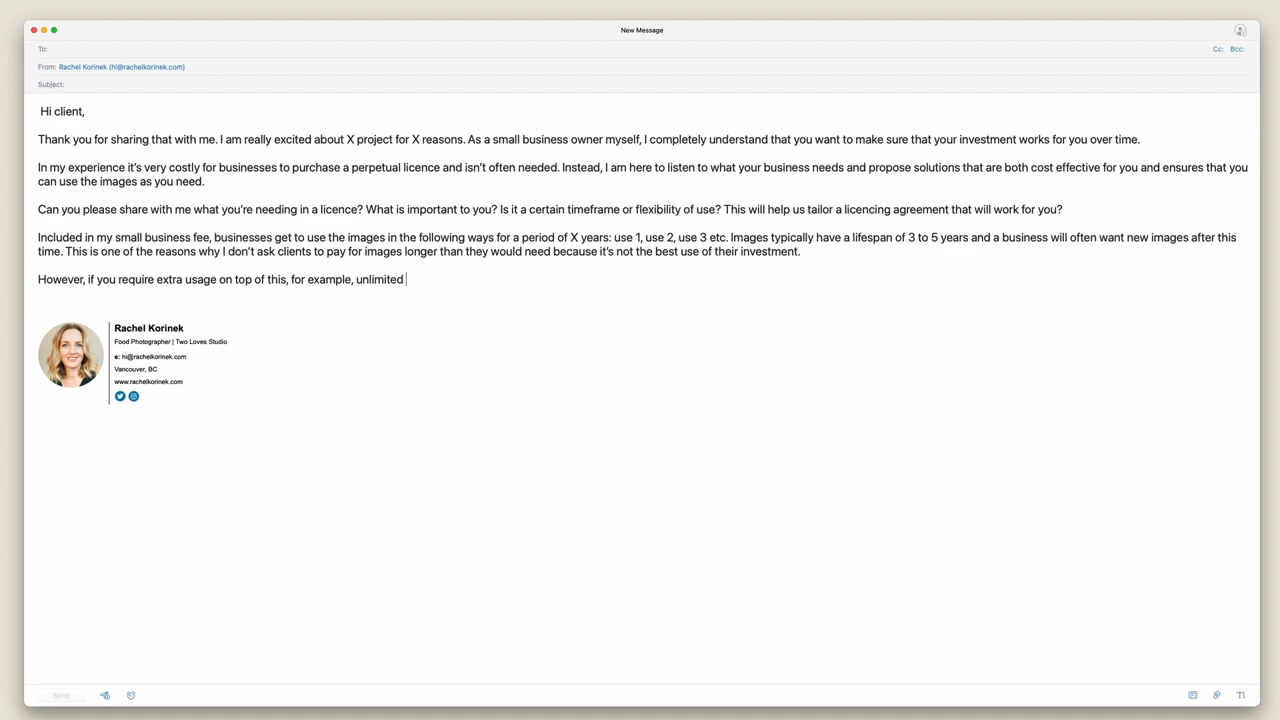 New Message
To:
Cc:
Bcc:
From: Rachel Korinek (hi@rachelkorinek.com)
Subject:
Hi client,
Thank you for sharing that with me. I am really excited about X project for X reasons. As a small business owner myself, I completely understand that you want to make sure that your investment works for you over time.
In my experience it’s very costly for businesses to purchase a perpetual licence and isn’t often needed. Instead, I am here to listen to what your business needs and propose solutions that are both cost effective for you and ensures that you
can use the images as you need.
Can you please share with me what you’re needing in a licence? What is important to you? Is it a certain timeframe or flexibility of use? This will help us tailor a licencing agreement that will work for you?
Included in my small business fee, businesses get to use the images in the following ways for a period of X years: use 1, use 2, use 3 etc. Images typically have a lifespan of 3 to 5 years and a business will often want new images after this
time. This is one of the reasons why I don’t ask clients to pay for images longer than they would need because it’s not the best use of their investment.
However, if you require extra usage on top of this, for example, unlimited
Rachel Korinek
Food Photographer | Two Loves Studio
e: hi@rachelkorinek.com
Vancouver, BC
www.rachelkorinek.com
Send